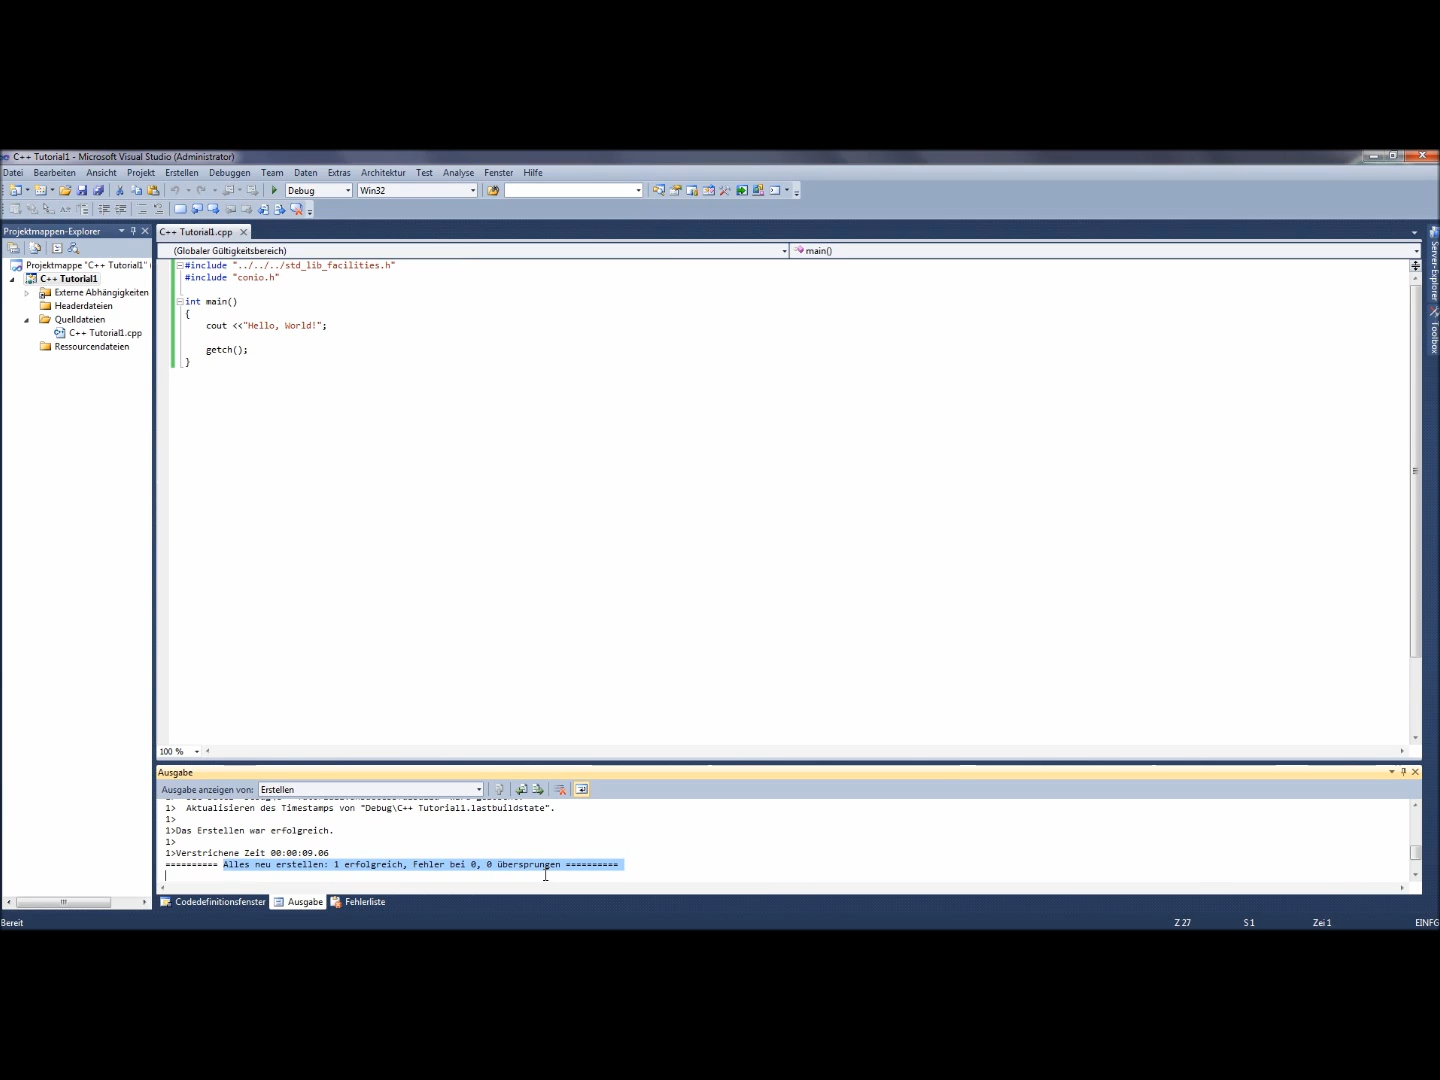 C++ Tutorial1 - Microsoft Visual Studio (Administrator)
Datei Bearbeiten Ansicht Projekt Erstellen Debuggen Team Daten Extras Architektur Test Analyse Fenster Hilfe
Debug Win32
Projektmappen-Explorer
C++ Tutorial1.cpp
(Globaler Gültigkeitsbereich)
main()
Projektmappe "C++ Tutorial1" (
C++ Tutorial1
Externe Abhängigkeiten
Headerdateien
Quelldateien
C++ Tutorial1.cpp
Ressourcendateien
#include "../../../std_lib_facilities.h"
#include "conio.h"
int main()
{
cout <<"Hello, World!";
getch();
}
Server-Explorer
Toolbox
100 %
Ausgabe
Ausgabe anzeigen von: Erstellen
1> Aktualisieren des Timestamps von "Debug\C++ Tutorial1.lastbuildstate".
1>
1>Das Erstellen war erfolgreich.
1>
1>Verstrichene Zeit 00:00:09.06
========== Alles neu erstellen: 1 erfolgreich, Fehler bei 0, 0 übersprungen ==========
Codedefinitionsfenster Ausgabe Fehlerliste
Bereit Z 27 S 1 Zei 1 EINFG